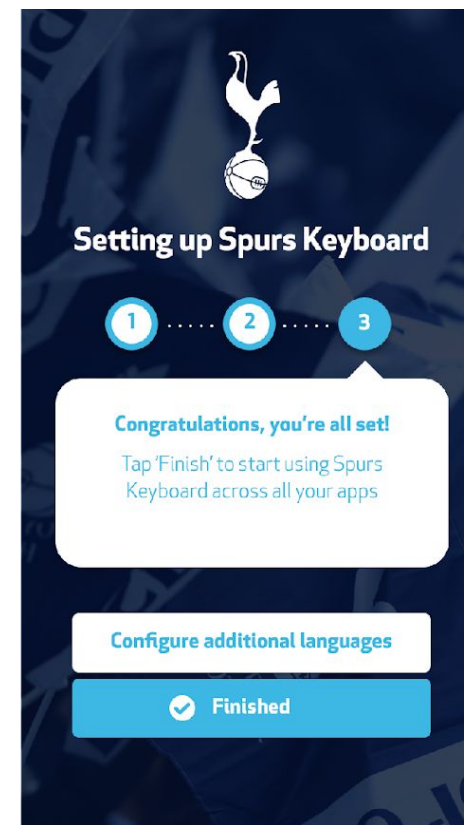 Setting up Spurs Keyboard
1 ..... 2 ..... 3
Congratulations, you're all set!
Tap 'Finish' to start using Spurs
Keyboard across all your apps
Configure additional languages
Finished